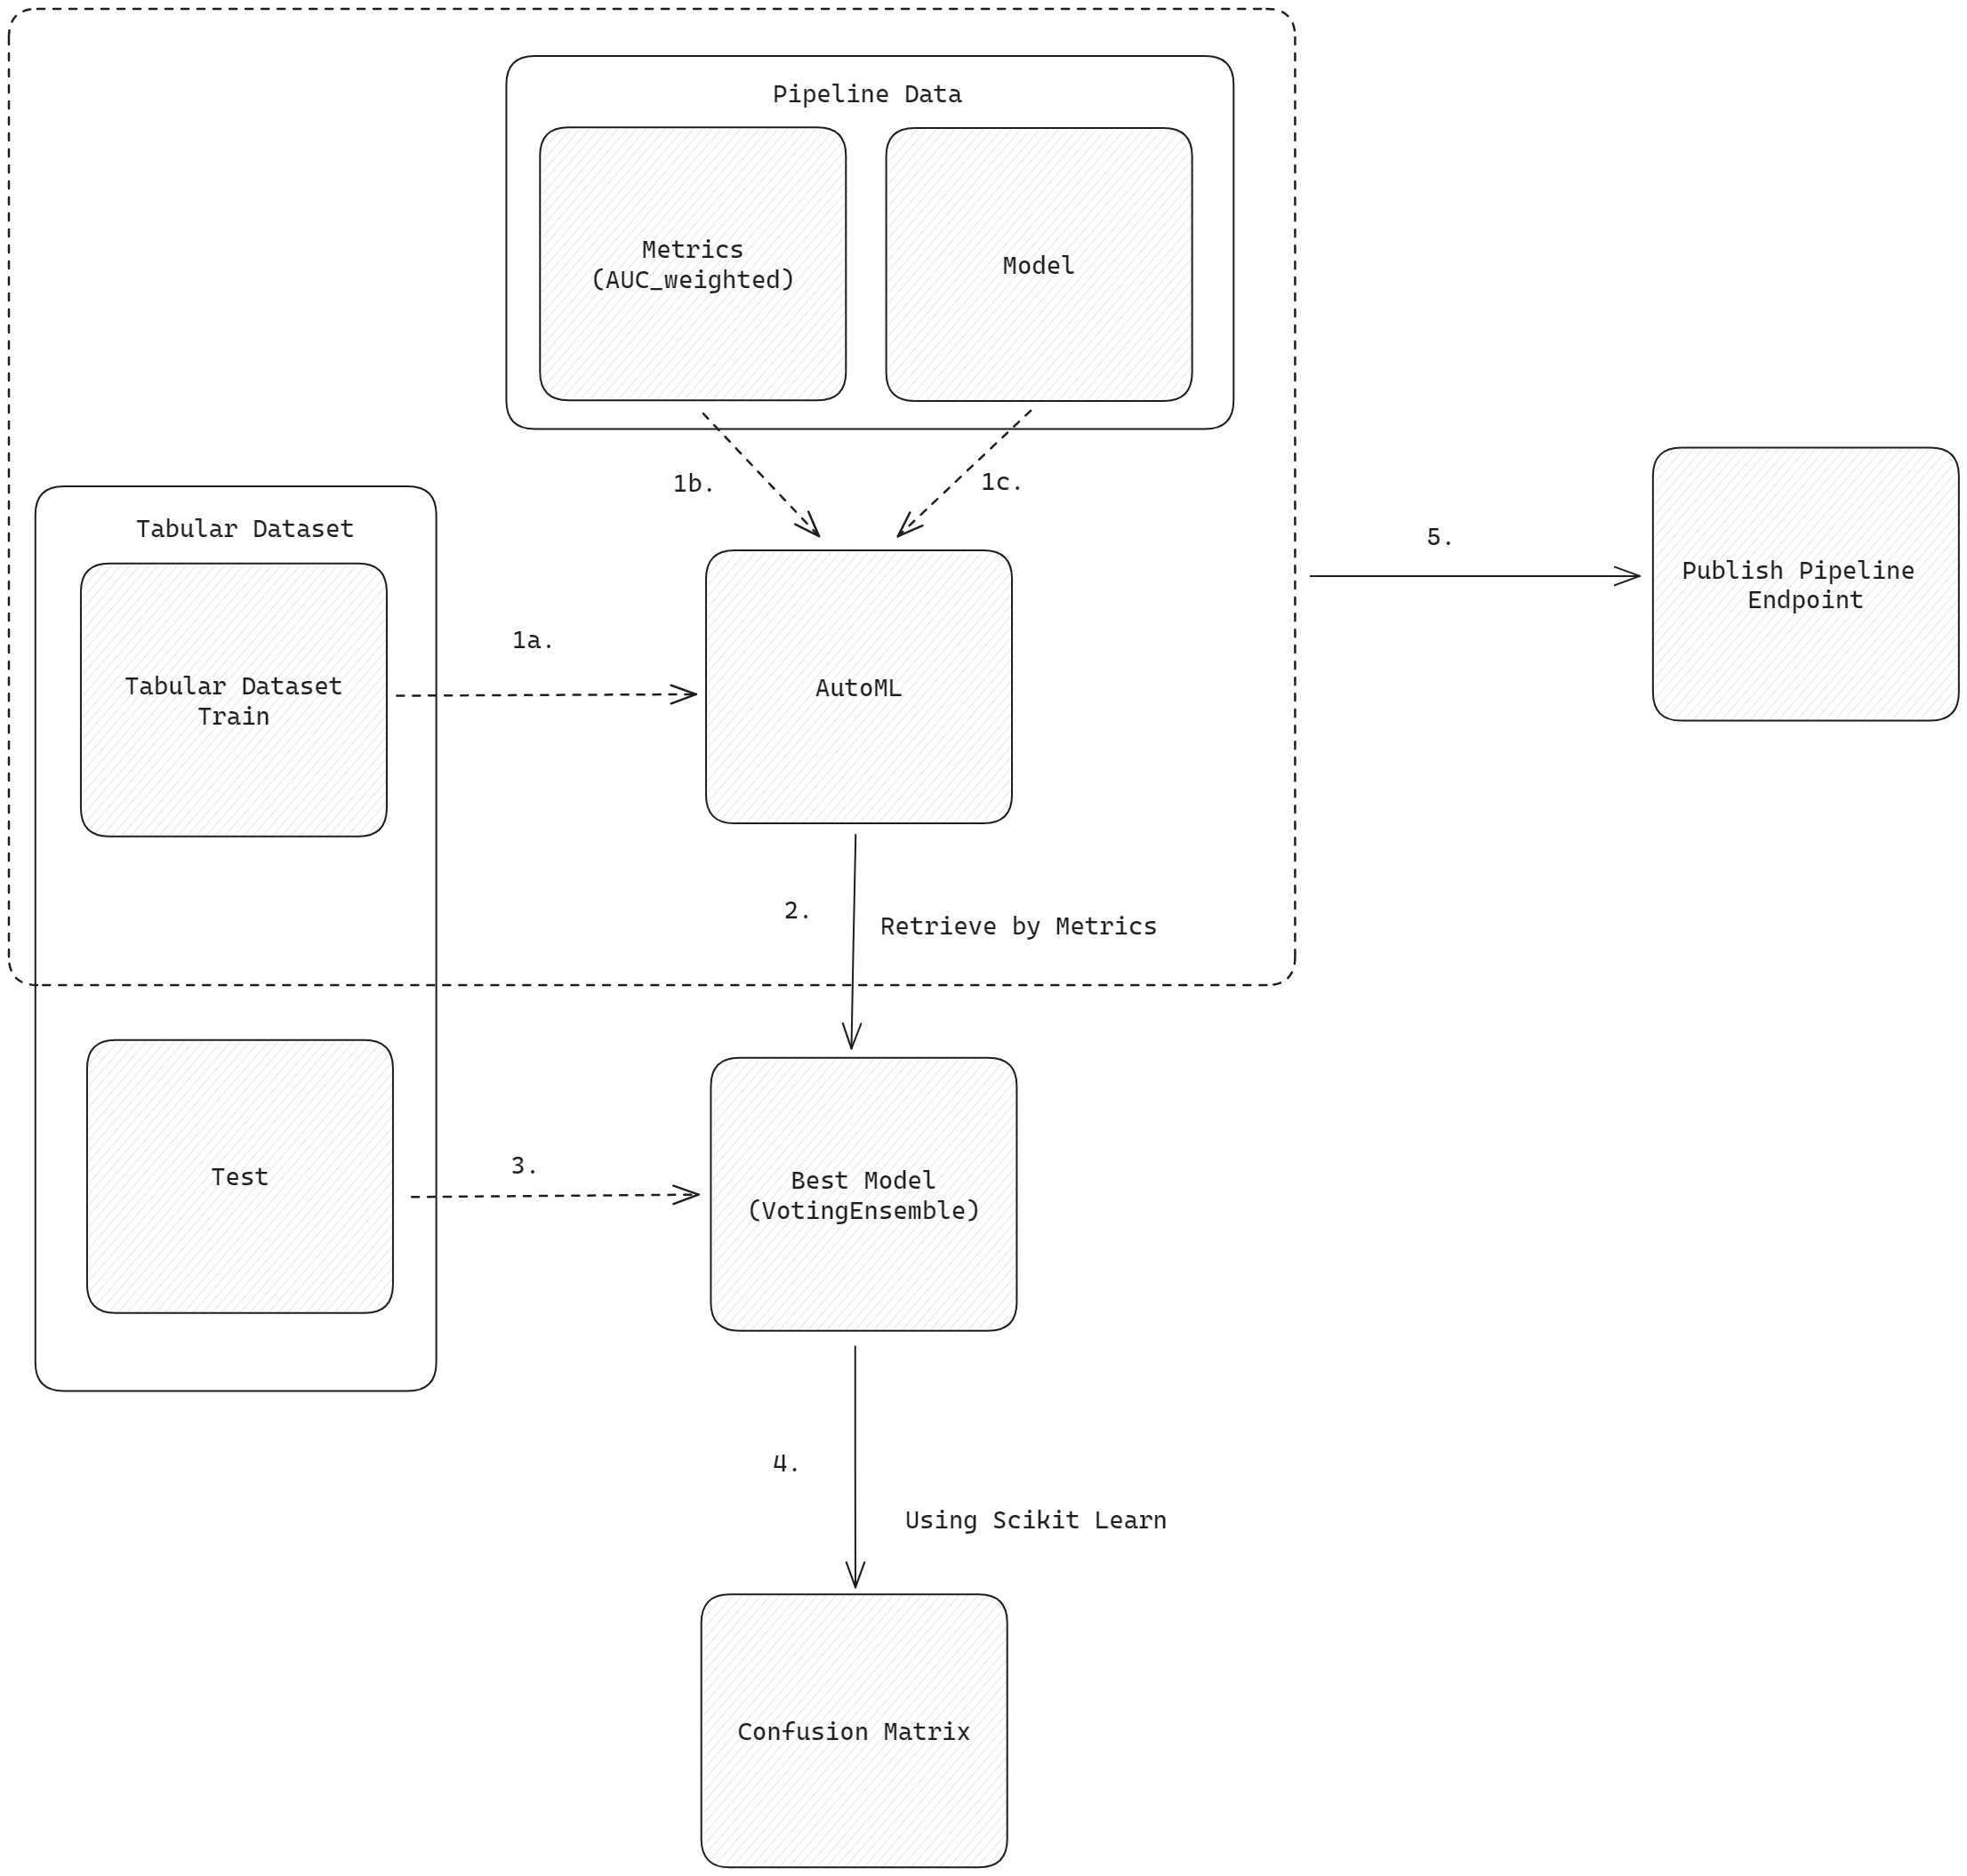 Pipeline Data
Metrics
(AUC_weighted)
Model
1b.
1c.
Tabular Dataset
5.
Publish Pipeline
Endpoint
1a.
Tabular Dataset
Train
AutoML
2.
Retrieve by Metrics
3.
Test
Best Model
(VotingEnsemble)
4.
Using Scikit Learn
Confusion Matrix